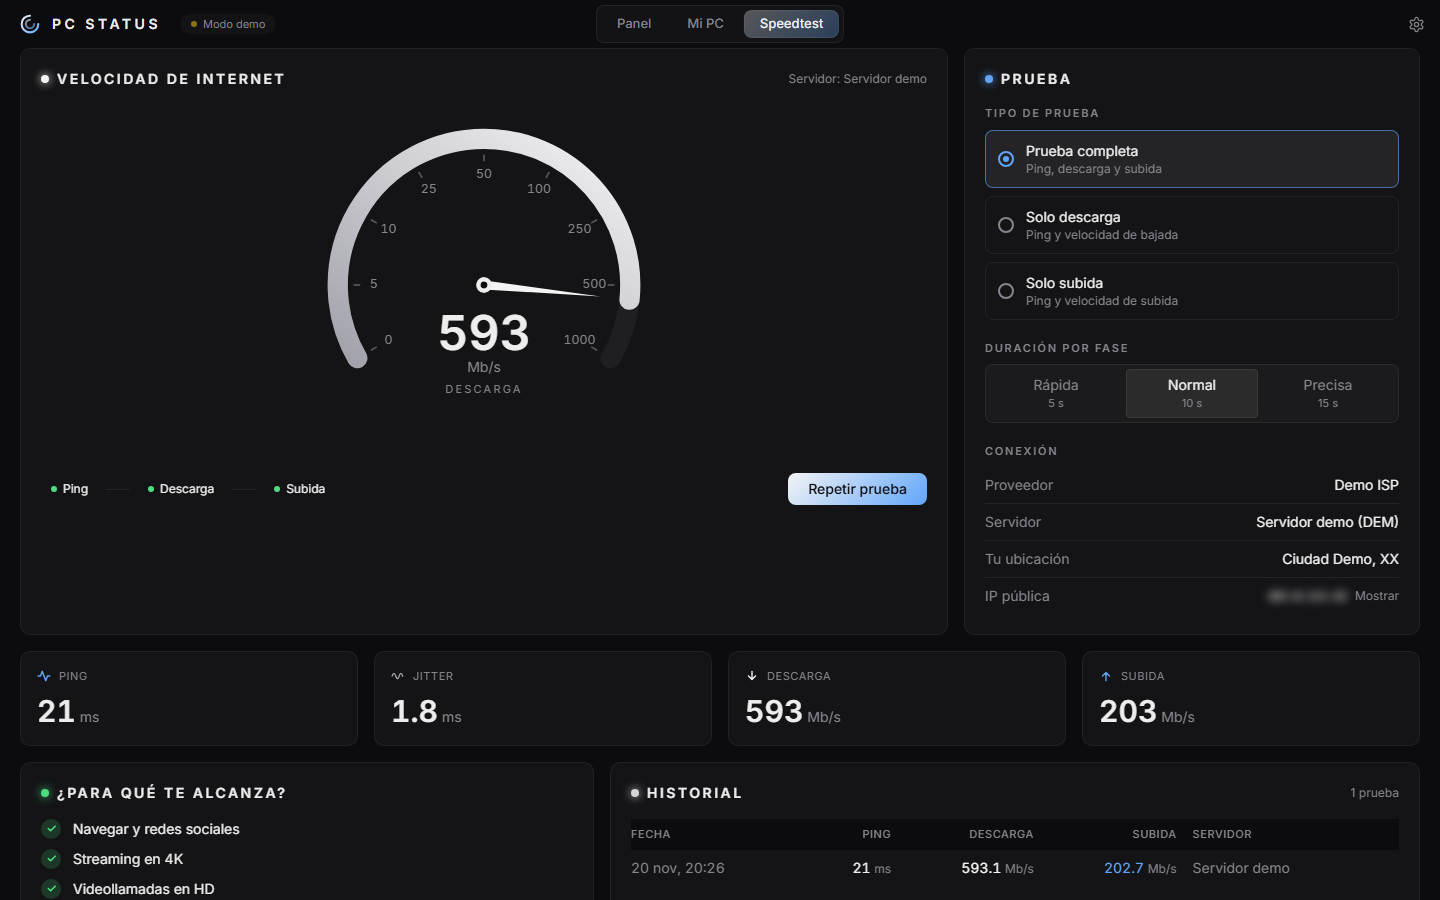 PC STATUS
Modo demo
Panel
Mi PC
Speedtest
VELOCIDAD DE INTERNET
Servidor: Servidor demo
0
5
10
25
50
100
250
500
1000
593
Mb/s
DESCARGA
Ping
Descarga
Subida
Repetir prueba
PRUEBA
TIPO DE PRUEBA
Prueba completa
Ping, descarga y subida
Solo descarga
Ping y velocidad de bajada
Solo subida
Ping y velocidad de subida
DURACIÓN POR FASE
Rápida
5 s
Normal
10 s
Precisa
15 s
CONEXIÓN
Proveedor Demo ISP
Servidor Servidor demo (DEM)
Tu ubicación Ciudad Demo, XX
IP pública Mostrar
PING
21 ms
JITTER
1.8 ms
DESCARGA
593 Mb/s
SUBIDA
203 Mb/s
¿PARA QUÉ TE ALCANZA?
Navegar y redes sociales
Streaming en 4K
Videollamadas en HD
HISTORIAL
1 prueba
FECHA PING DESCARGA SUBIDA SERVIDOR
20 nov, 20:26 21 ms 593.1 Mb/s 202.7 Mb/s Servidor demo